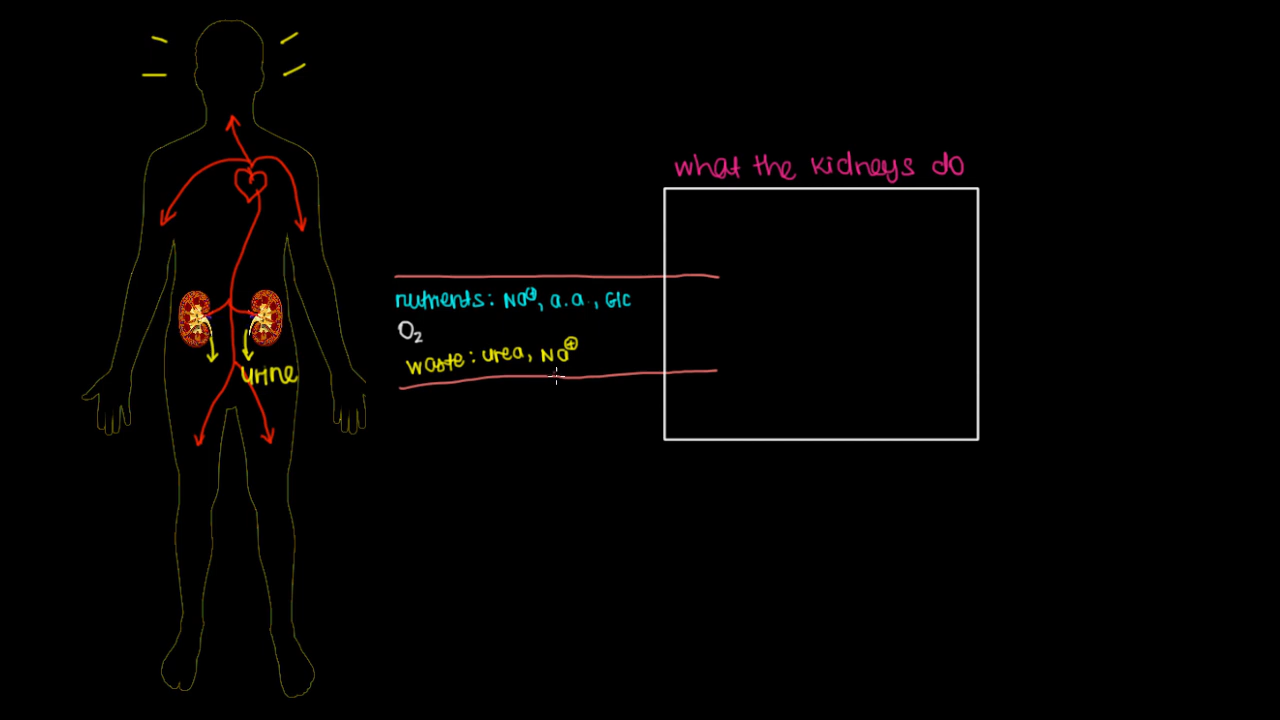 what the kidneys do
nutrients: Na⊕, a.a., Glc
O₂
waste: urea, Na⊕
urine